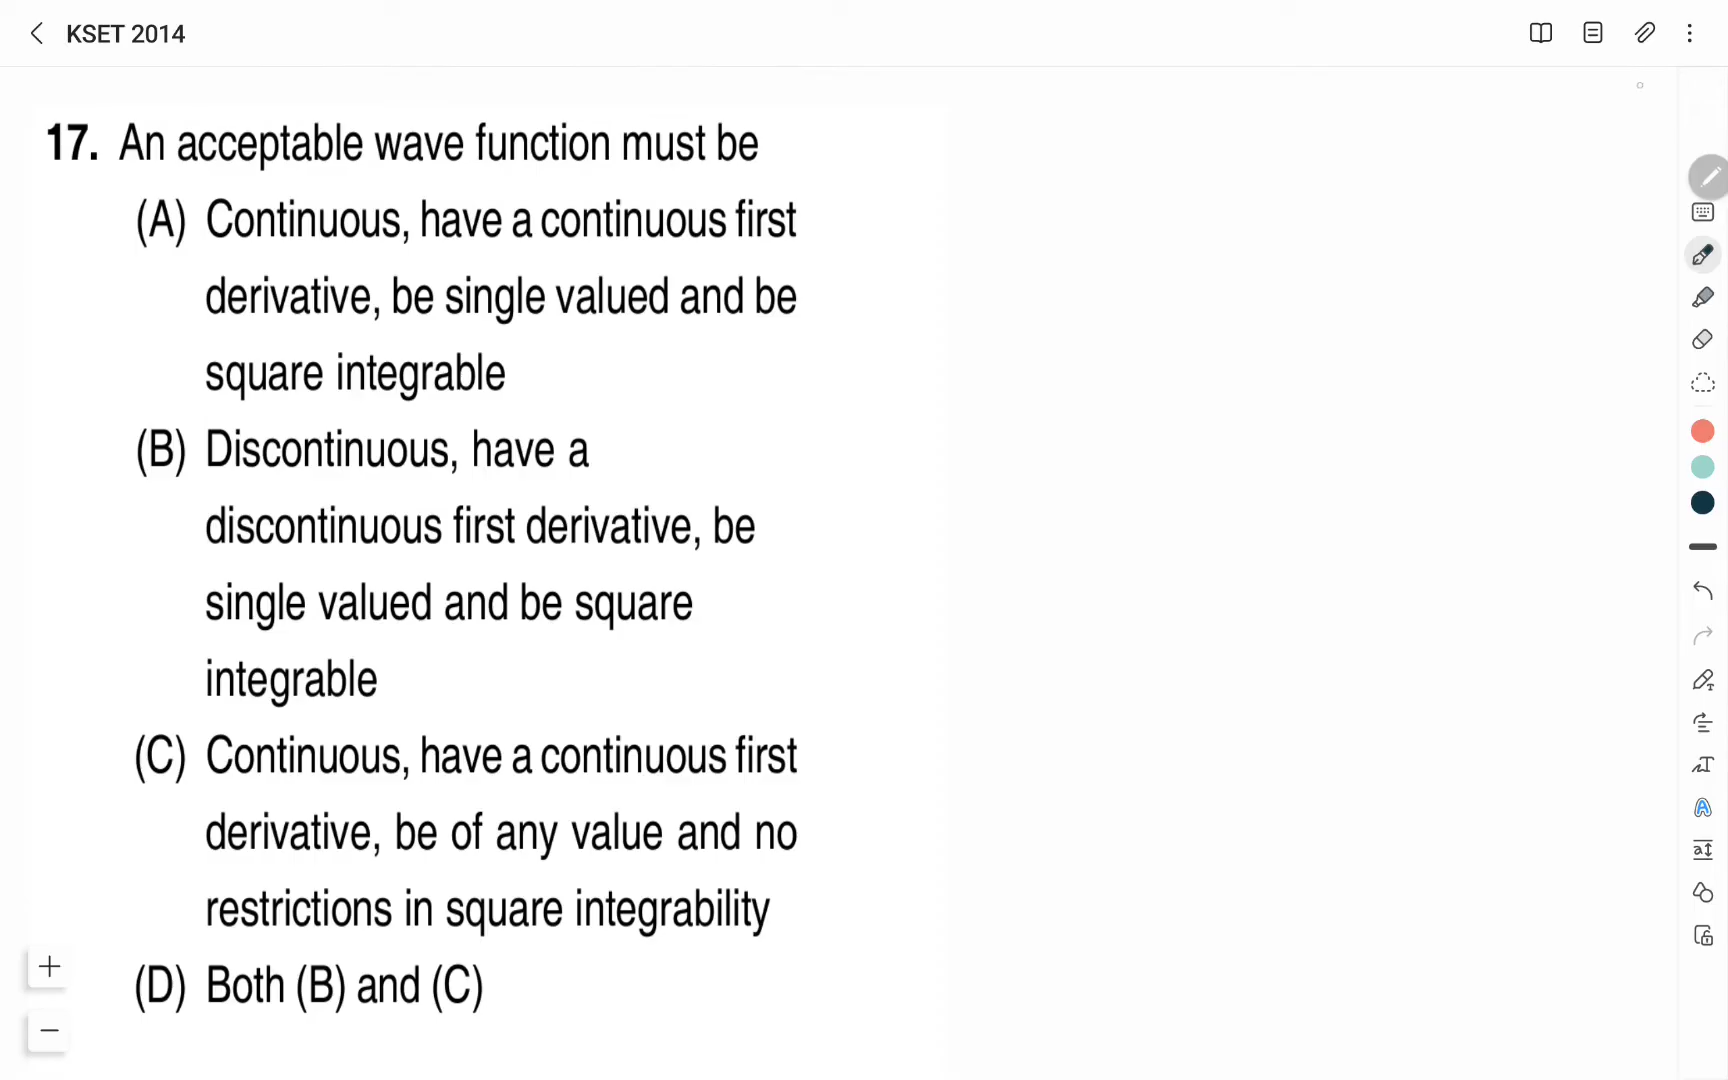 KSET 2014
17. An acceptable wave function must be
(A) Continuous, have a continuous first
derivative, be single valued and be
square integrable
(B) Discontinuous, have a
discontinuous first derivative, be
single valued and be square
integrable
(C) Continuous, have a continuous first
derivative, be of any value and no
restrictions in square integrability
(D) Both (B) and (C)